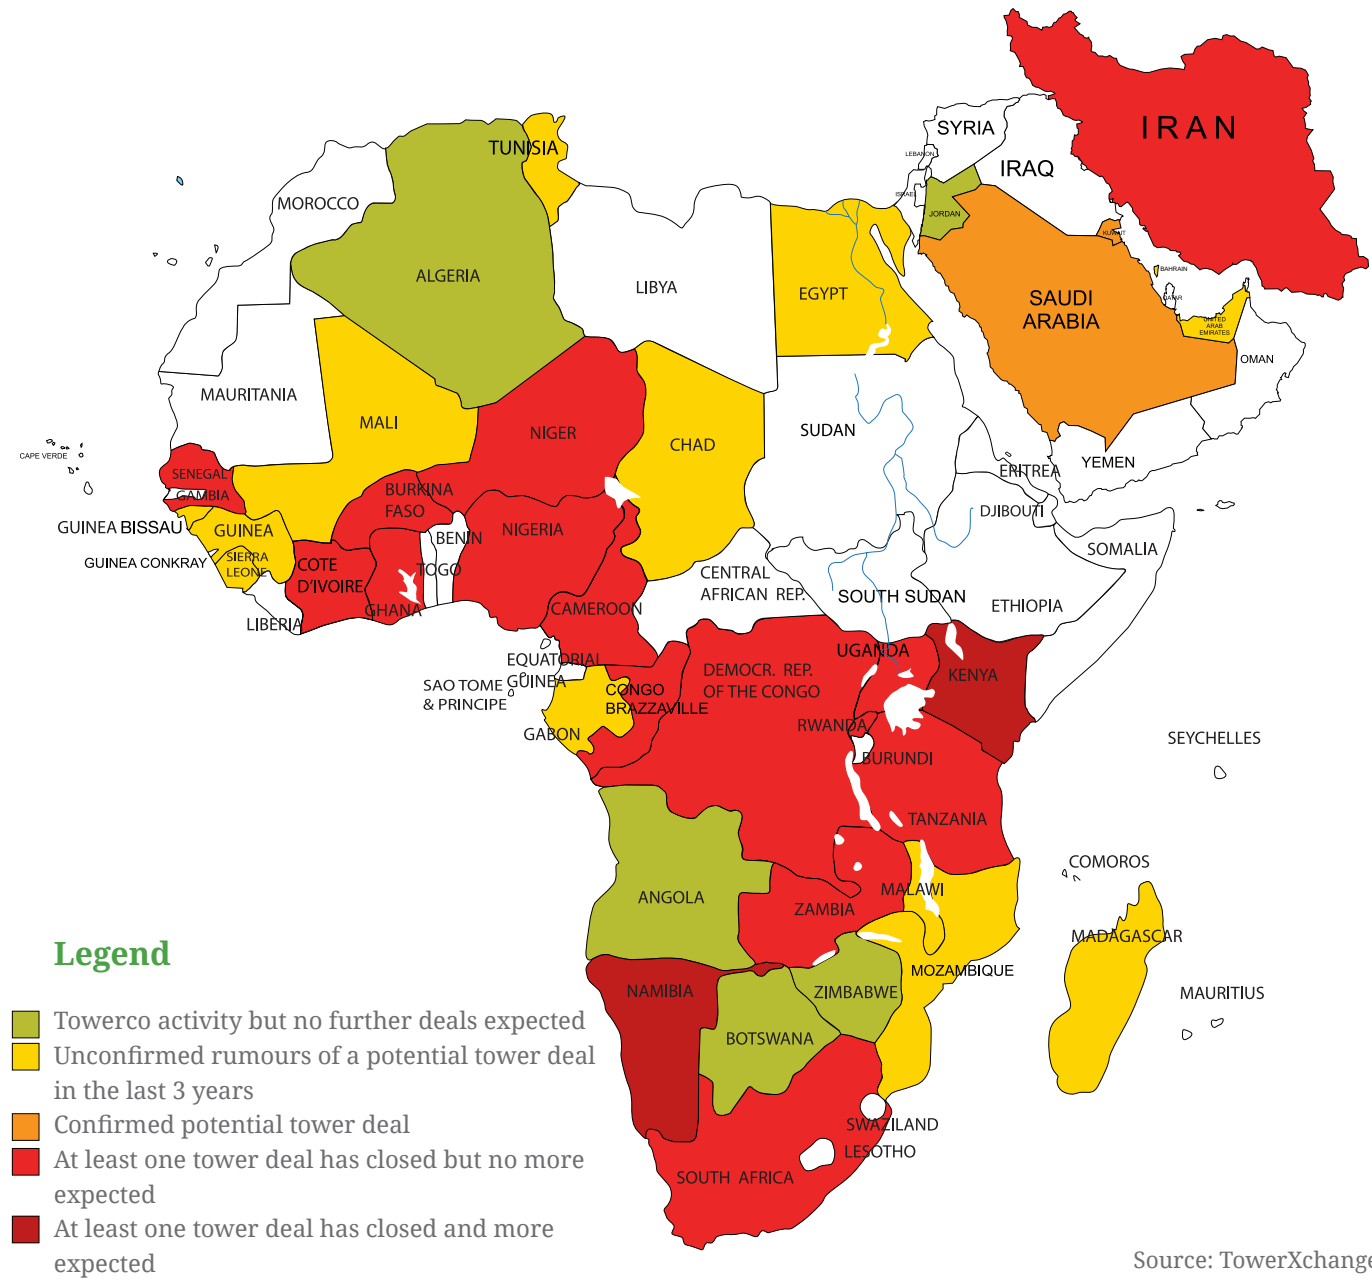 IRAN
SYRIA
LEBANON
IRAQ
ISRAEL
JORDAN
KUWAIT
BAHRAIN
QATAR
SAUDI
ARABIA
UNITED
ARAB
EMIRATES
OMAN
YEMEN
TUNISIA
MOROCCO
ALGERIA
LIBYA
EGYPT
MAURITANIA
MALI
NIGER
CHAD
SUDAN
ERITREA
DJIBOUTI
SOMALIA
CAPE VERDE
SENEGAL
GAMBIA
BURKINA
FASO
GUINEA BISSAU
GUINEA
GUINEA CONKRAY
SIERRA
LEONE
COTE
D'IVOIRE
LIBERIA
GHANA
TOGO
BENIN
NIGERIA
CENTRAL
AFRICAN REP.
SOUTH SUDAN
ETHIOPIA
CAMEROON
EQUATORIAL
GUINEA
SAO TOME
& PRINCIPE
GABON
CONGO
BRAZZAVILLE
DEMOCR. REP.
OF THE CONGO
UGANDA
KENYA
RWANDA
BURUNDI
TANZANIA
SEYCHELLES
COMOROS
ANGOLA
ZAMBIA
MALAWI
MOZAMBIQUE
MADAGASCAR
MAURITIUS
NAMIBIA
ZIMBABWE
BOTSWANA
SWAZILAND
LESOTHO
SOUTH AFRICA
Legend
Towerco activity but no further deals expected
Unconfirmed rumours of a potential tower deal
in the last 3 years
Confirmed potential tower deal
At least one tower deal has closed but no more
expected
At least one tower deal has closed and more
expected
Source: TowerXchange